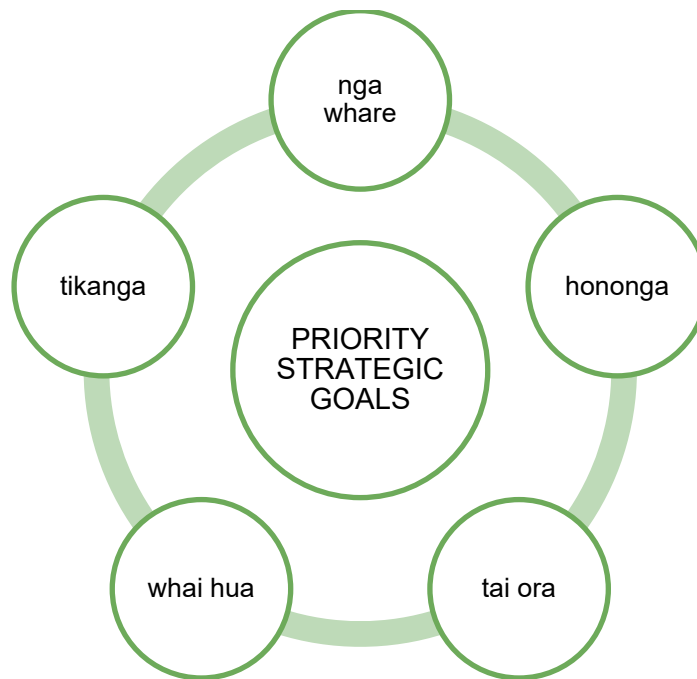 nga
whare
tikanga
hononga
PRIORITY
STRATEGIC
GOALS
whai hua
tai ora